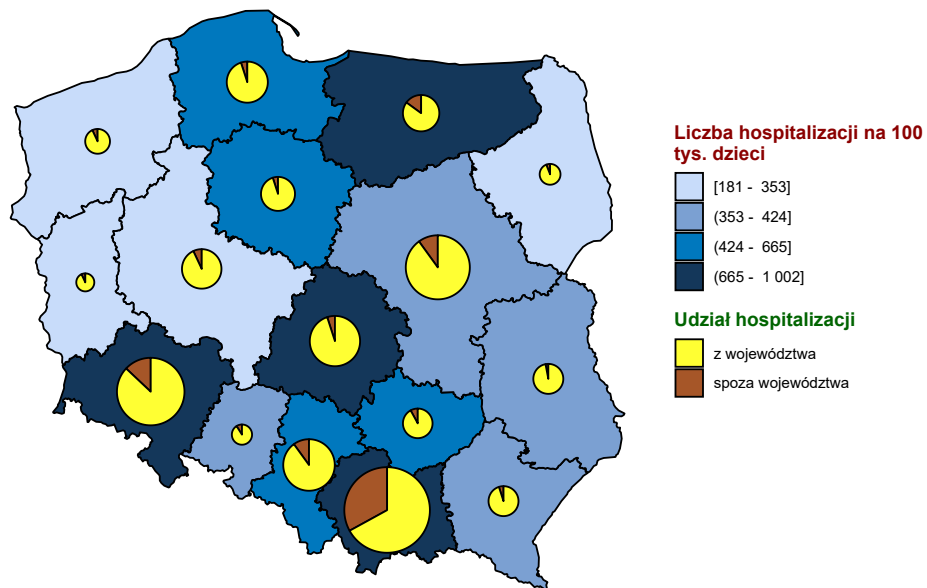 Liczba hospitalizacji na 100
tys. dzieci
[181 - 353]
(353 - 424]
(424 - 665]
(665 - 1 002]
Udział hospitalizacji
z województwa
spoza województwa